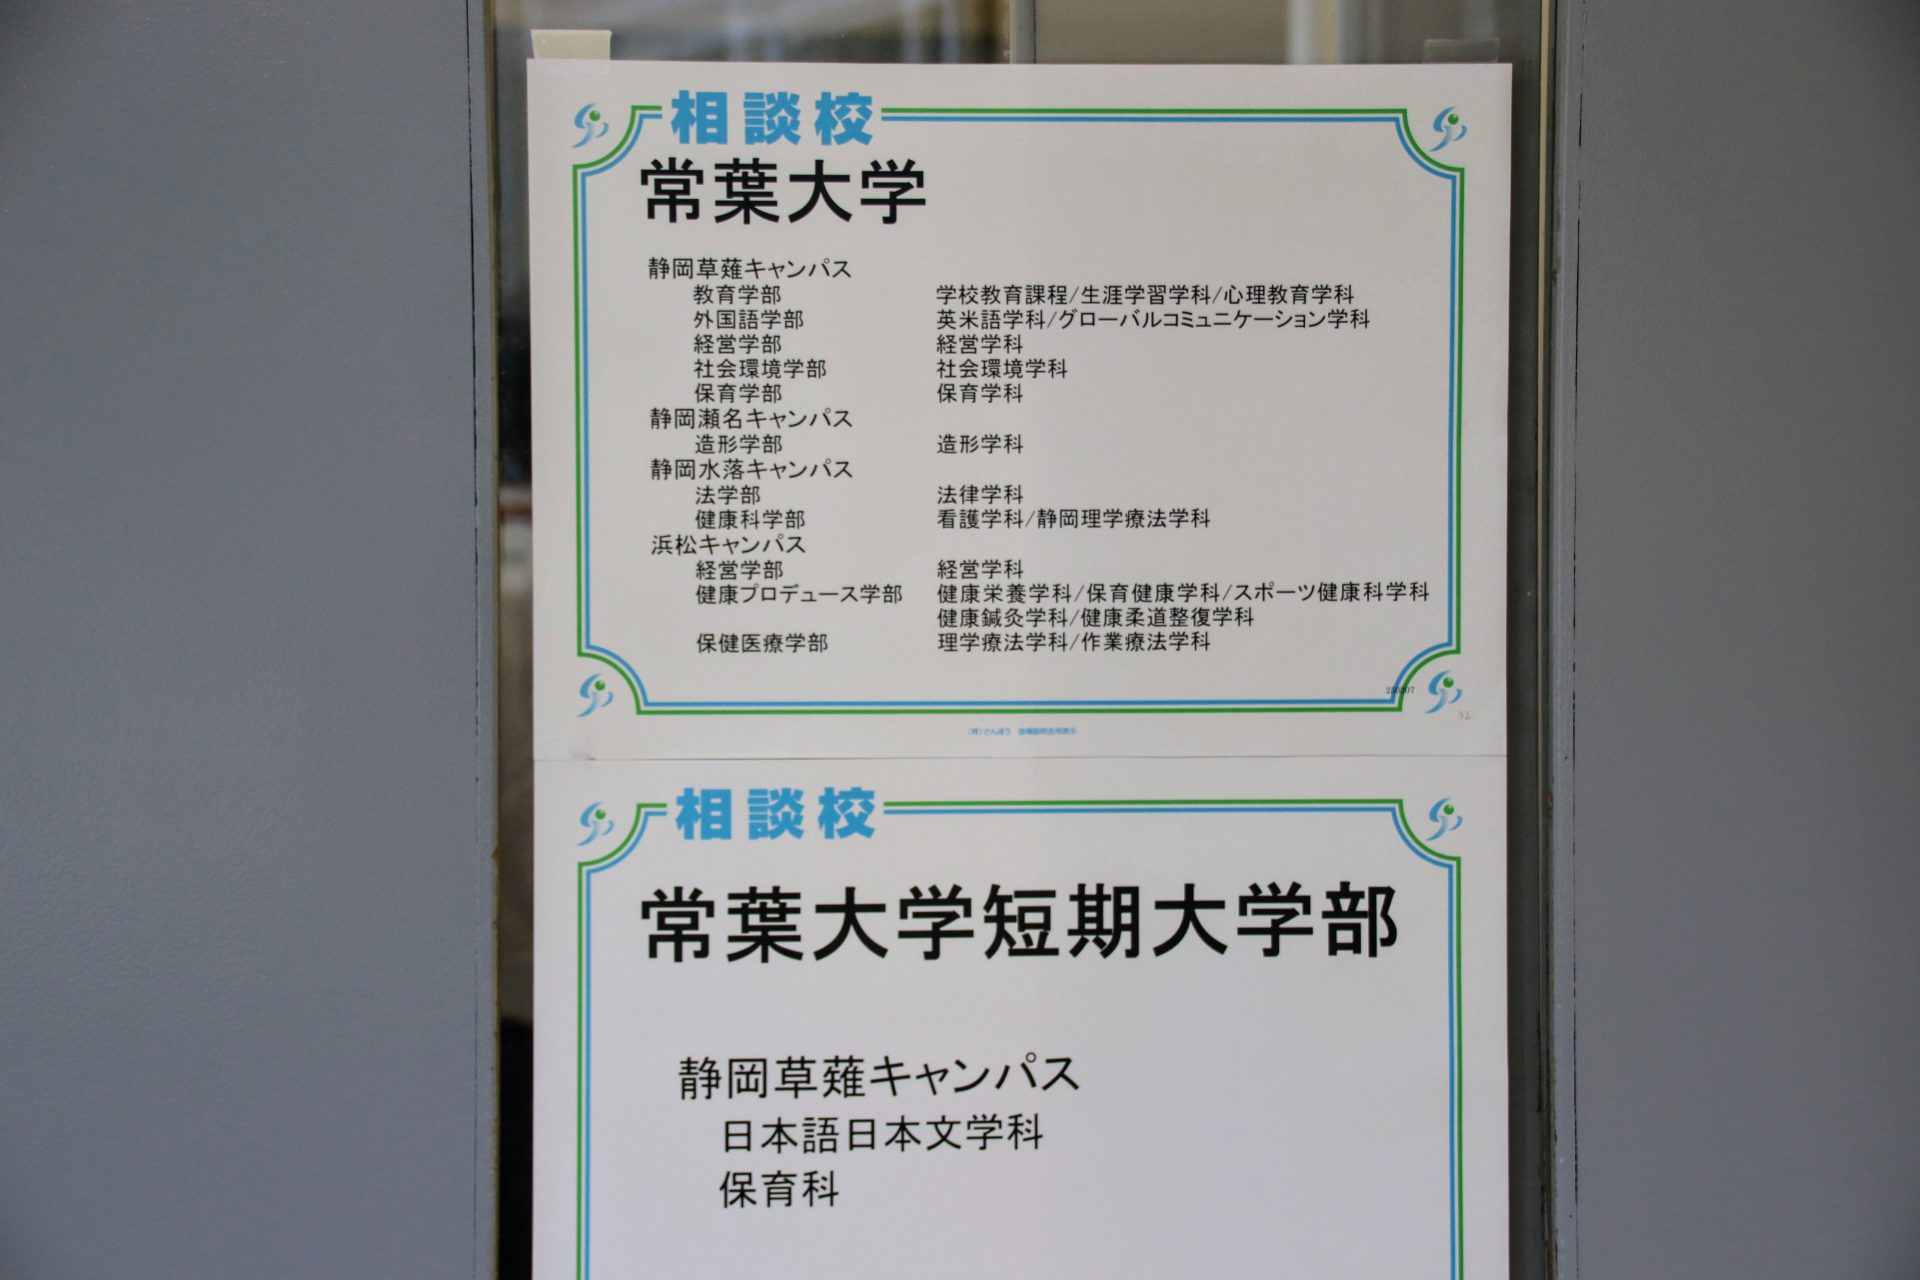 相談校
常葉大学
静岡草薙キャンパス
教育学部 学校教育課程/生涯学習学科/心理教育学科
外国語学部 英米語学科/グローバルコミュニケーション学科
経営学部 経営学科
社会環境学部 社会環境学科
保育学部 保育学科
静岡瀬名キャンパス
造形学部 造形学科
静岡水落キャンパス
法学部 法律学科
健康科学部 看護学科/静岡理学療法学科
浜松キャンパス
経営学部 経営学科
健康プロデュース学部 健康栄養学科/保育健康学科/スポーツ健康科学科
健康鍼灸学科/健康柔道整復学科
保健医療学部 理学療法学科/作業療法学科
32
相談校
常葉大学短期大学部
静岡草薙キャンパス
日本語日本文学科
保育科